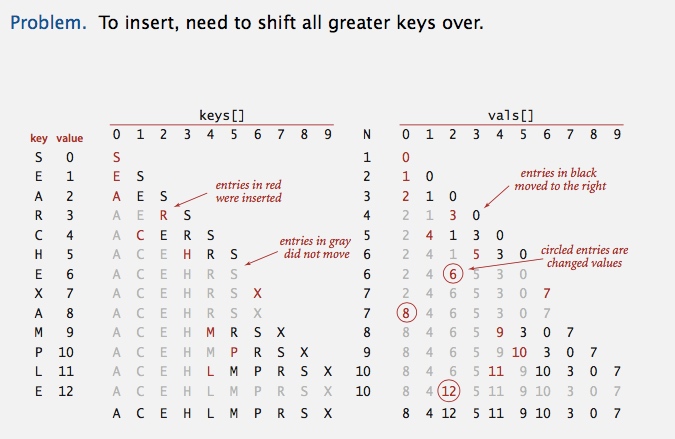 Problem. To insert, need to shift all greater keys over.
keys[] vals[]
key value 0 1 2 3 4 5 6 7 8 9 N 0 1 2 3 4 5 6 7 8 9
S 0 S 1 0
E 1 E S 2 1 0
A 2 A E S 3 2 1 0
R 3 A E R S 4 2 1 3 0
C 4 A C E R S 5 2 4 1 3 0
H 5 A C E H R S 6 2 4 1 5 3 0
E 6 A C E H R S 6 2 4 6 5 3 0
X 7 A C E H R S X 7 2 4 6 5 3 0 7
A 8 A C E H R S X 7 8 4 6 5 3 0 7
M 9 A C E H M R S X 8 8 4 6 5 9 3 0 7
P 10 A C E H M P R S X 9 8 4 6 5 9 10 3 0 7
L 11 A C E H L M P R S X 10 8 4 6 5 11 9 10 3 0 7
E 12 A C E H L M P R S X 10 8 4 12 5 11 9 10 3 0 7
A C E H L M P R S X 8 4 12 5 11 9 10 3 0 7
entries in red
were inserted
entries in gray
did not move
entries in black
moved to the right
circled entries are
changed values